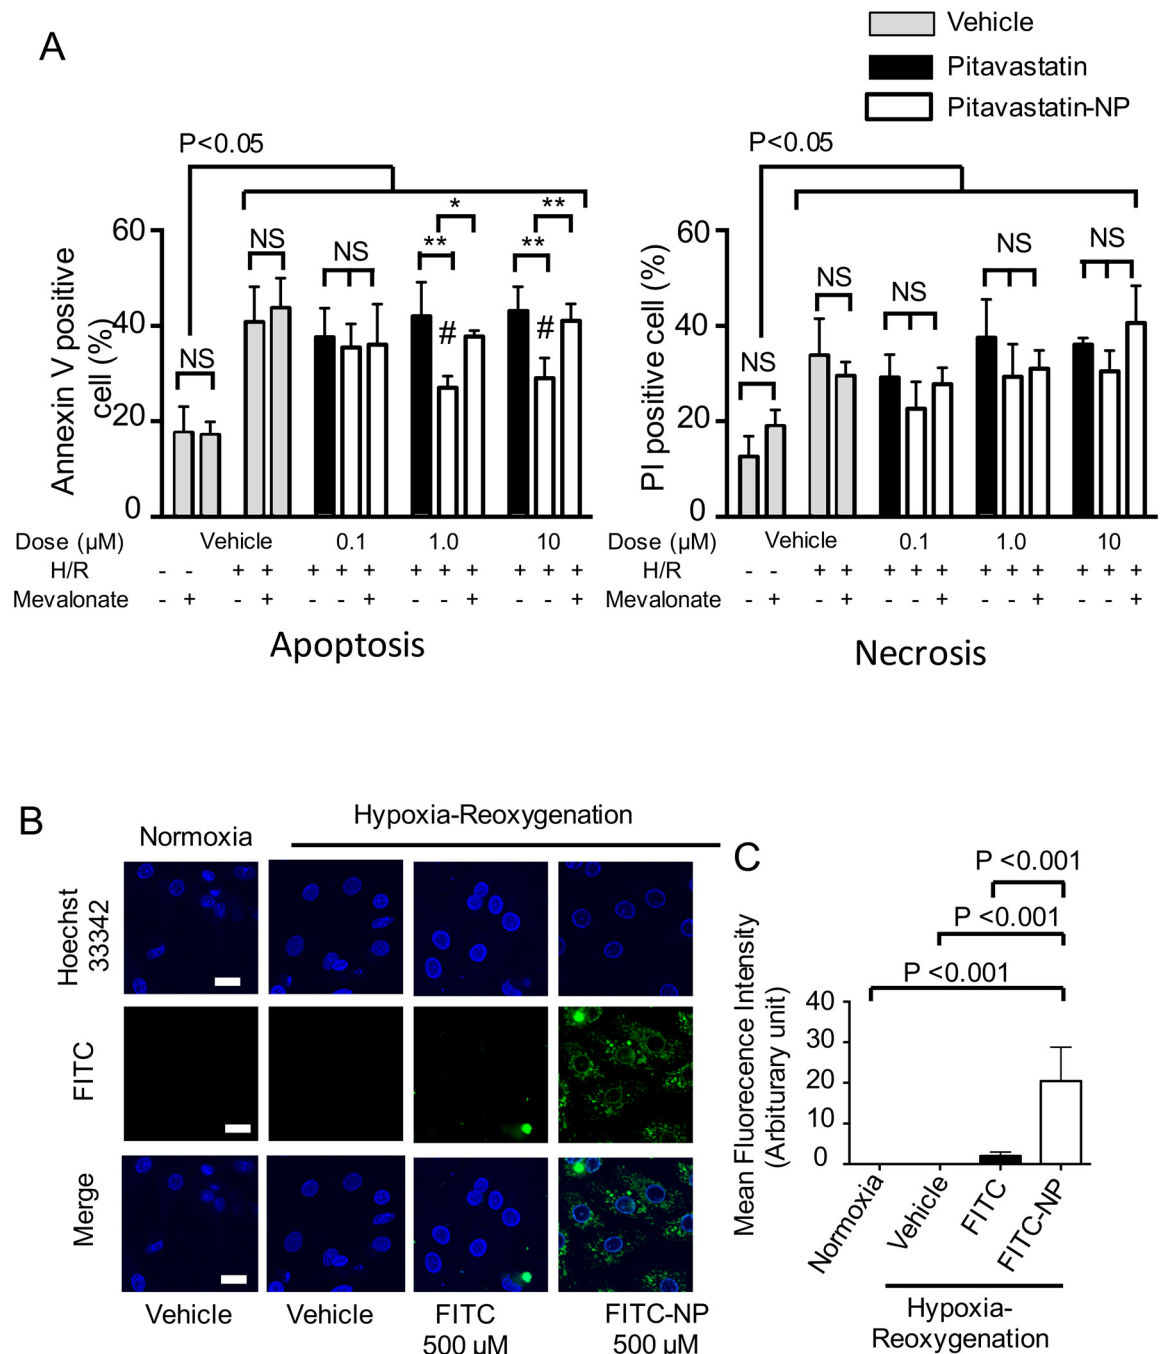 A
Vehicle
Pitavastatin
Pitavastatin-NP
P<0.05
NS
NS
NS
**
*
**
**
#
#
60
40
20
0
Annexin V positive
cell (%)
Dose (μM) Vehicle 0.1 1.0 10
H/R - - + + + + + + + + + + +
Mevalonate - + - + - - + - - + - - +
Apoptosis
P<0.05
NS
NS
NS
NS
NS
60
40
20
0
PI positive cell (%)
Dose (μM) Vehicle 0.1 1.0 10
H/R - - + + + + + + + + + + +
Mevalonate - + - + - - + - - + - - +
Necrosis
B
Normoxia
Hypoxia-Reoxygenation
Hoechst
33342
FITC
Merge
Vehicle
Vehicle
FITC
500 μM
FITC-NP
500 μM
C
P <0.001
P <0.001
P <0.001
40
30
20
10
0
Mean Fluorecence Intensity
(Arbiturary unit)
Normoxia
Vehicle
FITC
FITC-NP
Hypoxia-
Reoxygenation